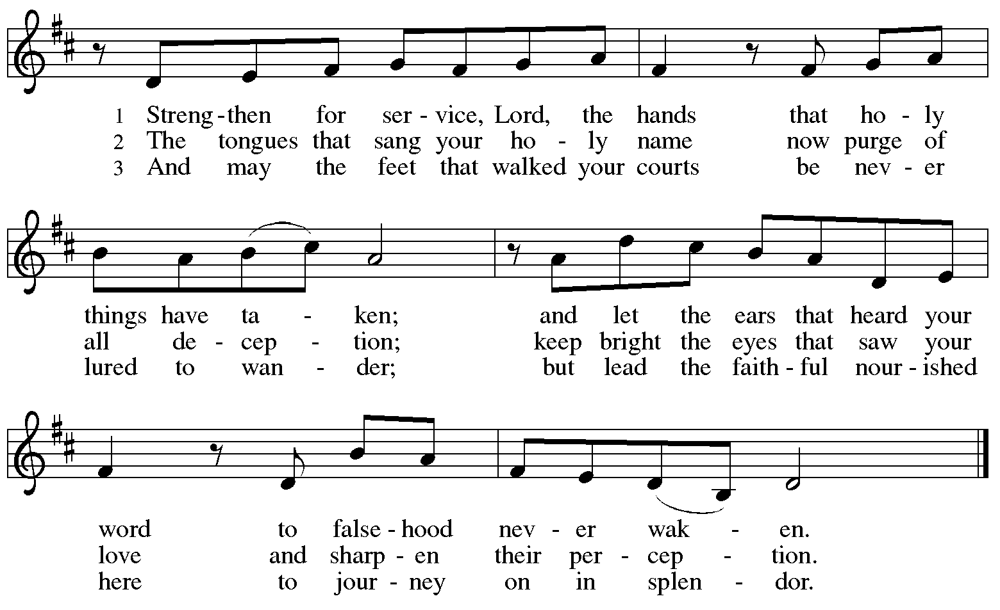 1 Streng - then for ser - vice, Lord, the hands that ho - ly
2 The tongues that sang your ho - ly name now purge of
3 And may the feet that walked your courts be nev - er
things have ta - ken; and let the ears that heard your
all de - cep - tion; keep bright the eyes that saw your
lured to wan - der; but lead the faith - ful nour - ished
word to false - hood nev - er wak - en.
love and sharp - en their per - cep - tion.
here to jour - ney on in splen - dor.